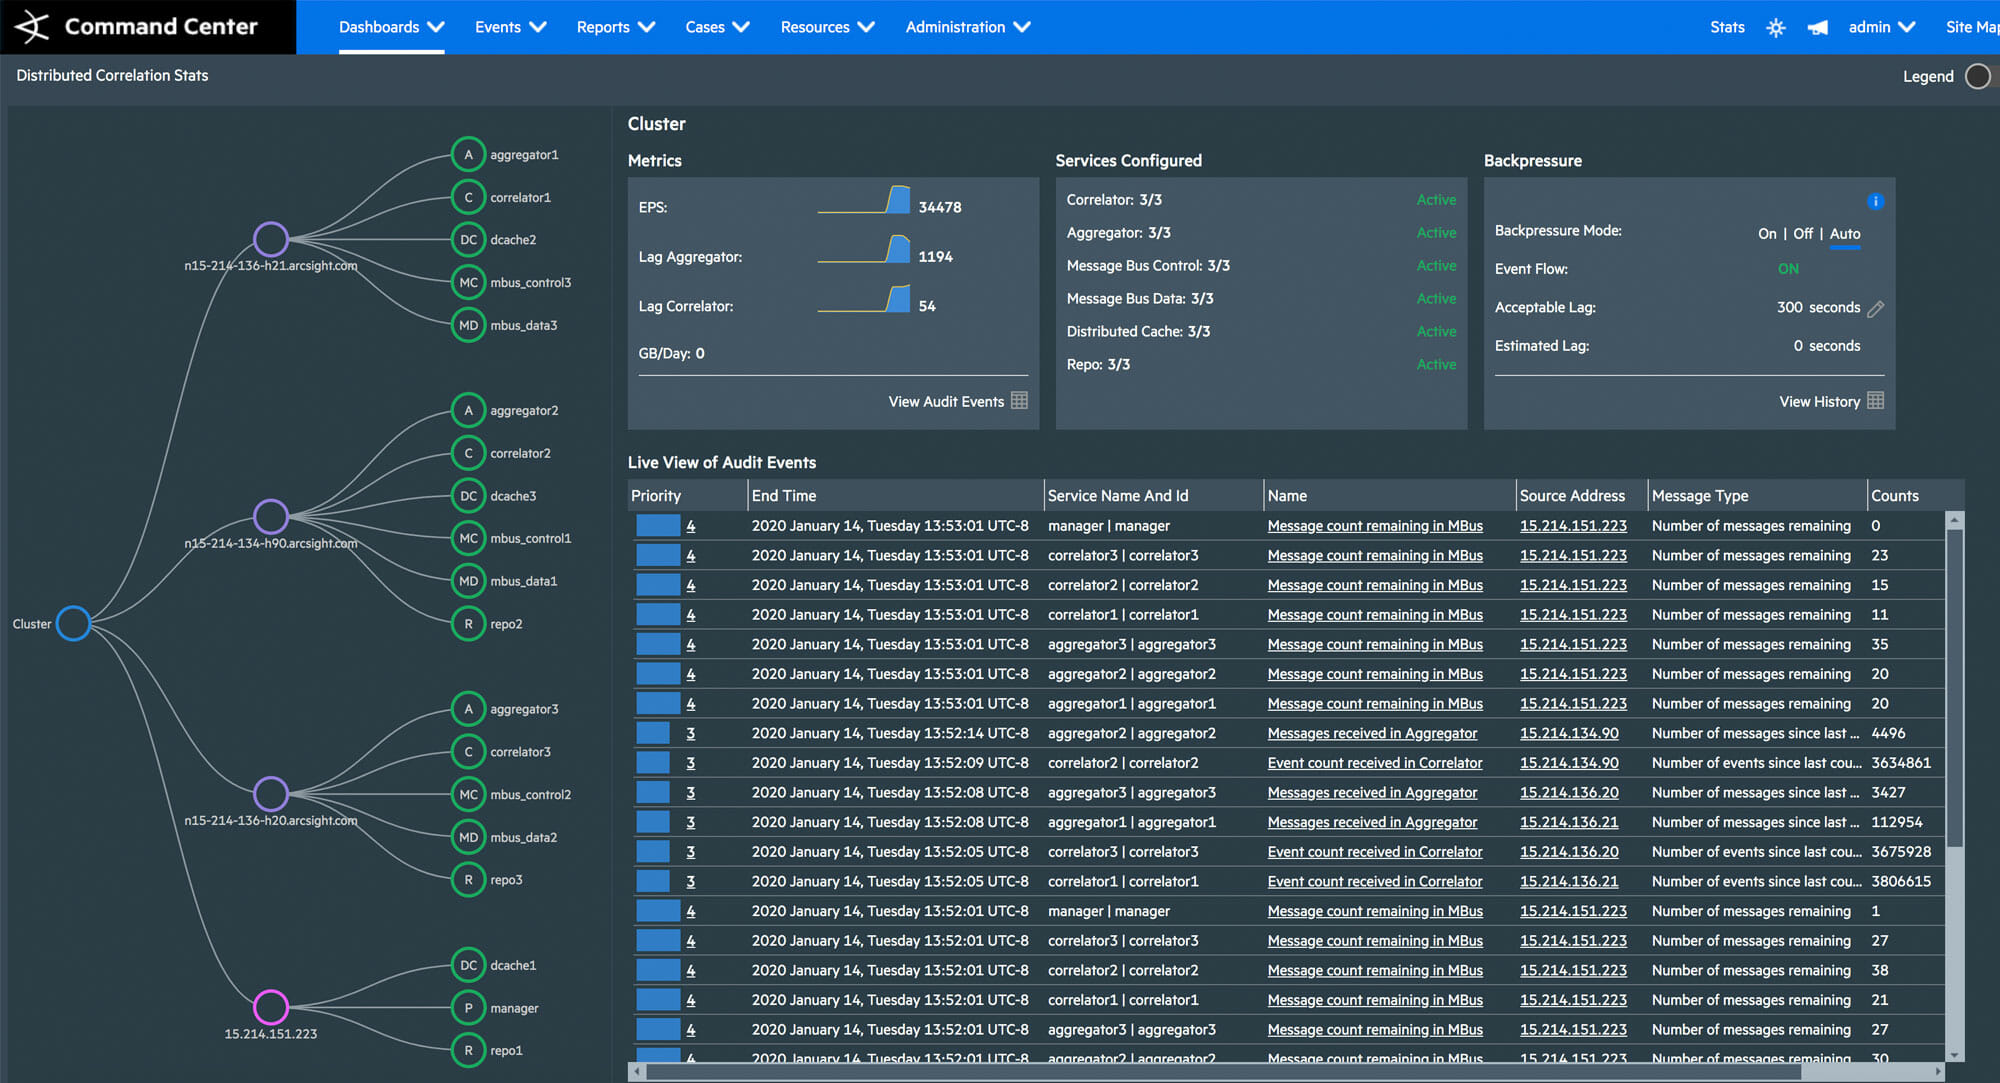 Command Center
Dashboards Events Reports Cases Resources Administration Stats admin Site Map
Distributed Correlation Stats
Legend
A aggregator1
C correlator1
DC dcache2
n15-214-136-h21.arcsight.com
MC mbus_control3
MD mbus_data3
A aggregator2
C correlator2
DC dcache3
n15-214-134-h90.arcsight.com
MC mbus_control1
MD mbus_data1
Cluster
R repo2
A aggregator3
C correlator3
MC mbus_control2
n15-214-136-h20.arcsight.com
MD mbus_data2
R repo3
DC dcache1
P manager
15.214.151.223
R repo1
Cluster
Metrics
EPS: 34478
Lag Aggregator: 1194
Lag Correlator: 54
GB/Day: 0
View Audit Events
Services Configured
Correlator: 3/3 Active
Aggregator: 3/3 Active
Message Bus Control: 3/3 Active
Message Bus Data: 3/3 Active
Distributed Cache: 3/3 Active
Repo: 3/3 Active
Backpressure
i
Backpressure Mode: On | Off | Auto
Event Flow: ON
Acceptable Lag: 300 seconds
Estimated Lag: 0 seconds
View History
Live View of Audit Events
Priority End Time Service Name And Id Name Source Address Message Type Counts
4 2020 January 14, Tuesday 13:53:01 UTC-8 manager | manager Message count remaining in MBus 15.214.151.223 Number of messages remaining 0
4 2020 January 14, Tuesday 13:53:01 UTC-8 correlator3 | correlator3 Message count remaining in MBus 15.214.151.223 Number of messages remaining 23
4 2020 January 14, Tuesday 13:53:01 UTC-8 correlator2 | correlator2 Message count remaining in MBus 15.214.151.223 Number of messages remaining 15
4 2020 January 14, Tuesday 13:53:01 UTC-8 correlator1 | correlator1 Message count remaining in MBus 15.214.151.223 Number of messages remaining 11
4 2020 January 14, Tuesday 13:53:01 UTC-8 aggregator3 | aggregator3 Message count remaining in MBus 15.214.151.223 Number of messages remaining 35
4 2020 January 14, Tuesday 13:53:01 UTC-8 aggregator2 | aggregator2 Message count remaining in MBus 15.214.151.223 Number of messages remaining 20
4 2020 January 14, Tuesday 13:53:01 UTC-8 aggregator1 | aggregator1 Message count remaining in MBus 15.214.151.223 Number of messages remaining 20
3 2020 January 14, Tuesday 13:52:14 UTC-8 aggregator2 | aggregator2 Messages received in Aggregator 15.214.134.90 Number of messages since last ... 4496
3 2020 January 14, Tuesday 13:52:09 UTC-8 correlator2 | correlator2 Event count received in Correlator 15.214.134.90 Number of events since last cou... 3634861
3 2020 January 14, Tuesday 13:52:08 UTC-8 aggregator3 | aggregator3 Messages received in Aggregator 15.214.136.20 Number of messages since last ... 3427
3 2020 January 14, Tuesday 13:52:08 UTC-8 aggregator1 | aggregator1 Messages received in Aggregator 15.214.136.21 Number of messages since last ... 112954
3 2020 January 14, Tuesday 13:52:05 UTC-8 correlator3 | correlator3 Event count received in Correlator 15.214.136.20 Number of events since last cou... 3675928
3 2020 January 14, Tuesday 13:52:05 UTC-8 correlator1 | correlator1 Event count received in Correlator 15.214.136.21 Number of events since last cou... 3806615
4 2020 January 14, Tuesday 13:52:01 UTC-8 manager | manager Message count remaining in MBus 15.214.151.223 Number of messages remaining 1
4 2020 January 14, Tuesday 13:52:01 UTC-8 correlator3 | correlator3 Message count remaining in MBus 15.214.151.223 Number of messages remaining 27
4 2020 January 14, Tuesday 13:52:01 UTC-8 correlator2 | correlator2 Message count remaining in MBus 15.214.151.223 Number of messages remaining 38
4 2020 January 14, Tuesday 13:52:01 UTC-8 correlator1 | correlator1 Message count remaining in MBus 15.214.151.223 Number of messages remaining 21
4 2020 January 14, Tuesday 13:52:01 UTC-8 aggregator3 | aggregator3 Message count remaining in MBus 15.214.151.223 Number of messages remaining 27
4 2020 January 14, Tuesday 13:52:01 UTC-8 aggregator2 | aggregator2 Message count remaining in MBus 15.214.151.223 Number of messages remaining 30